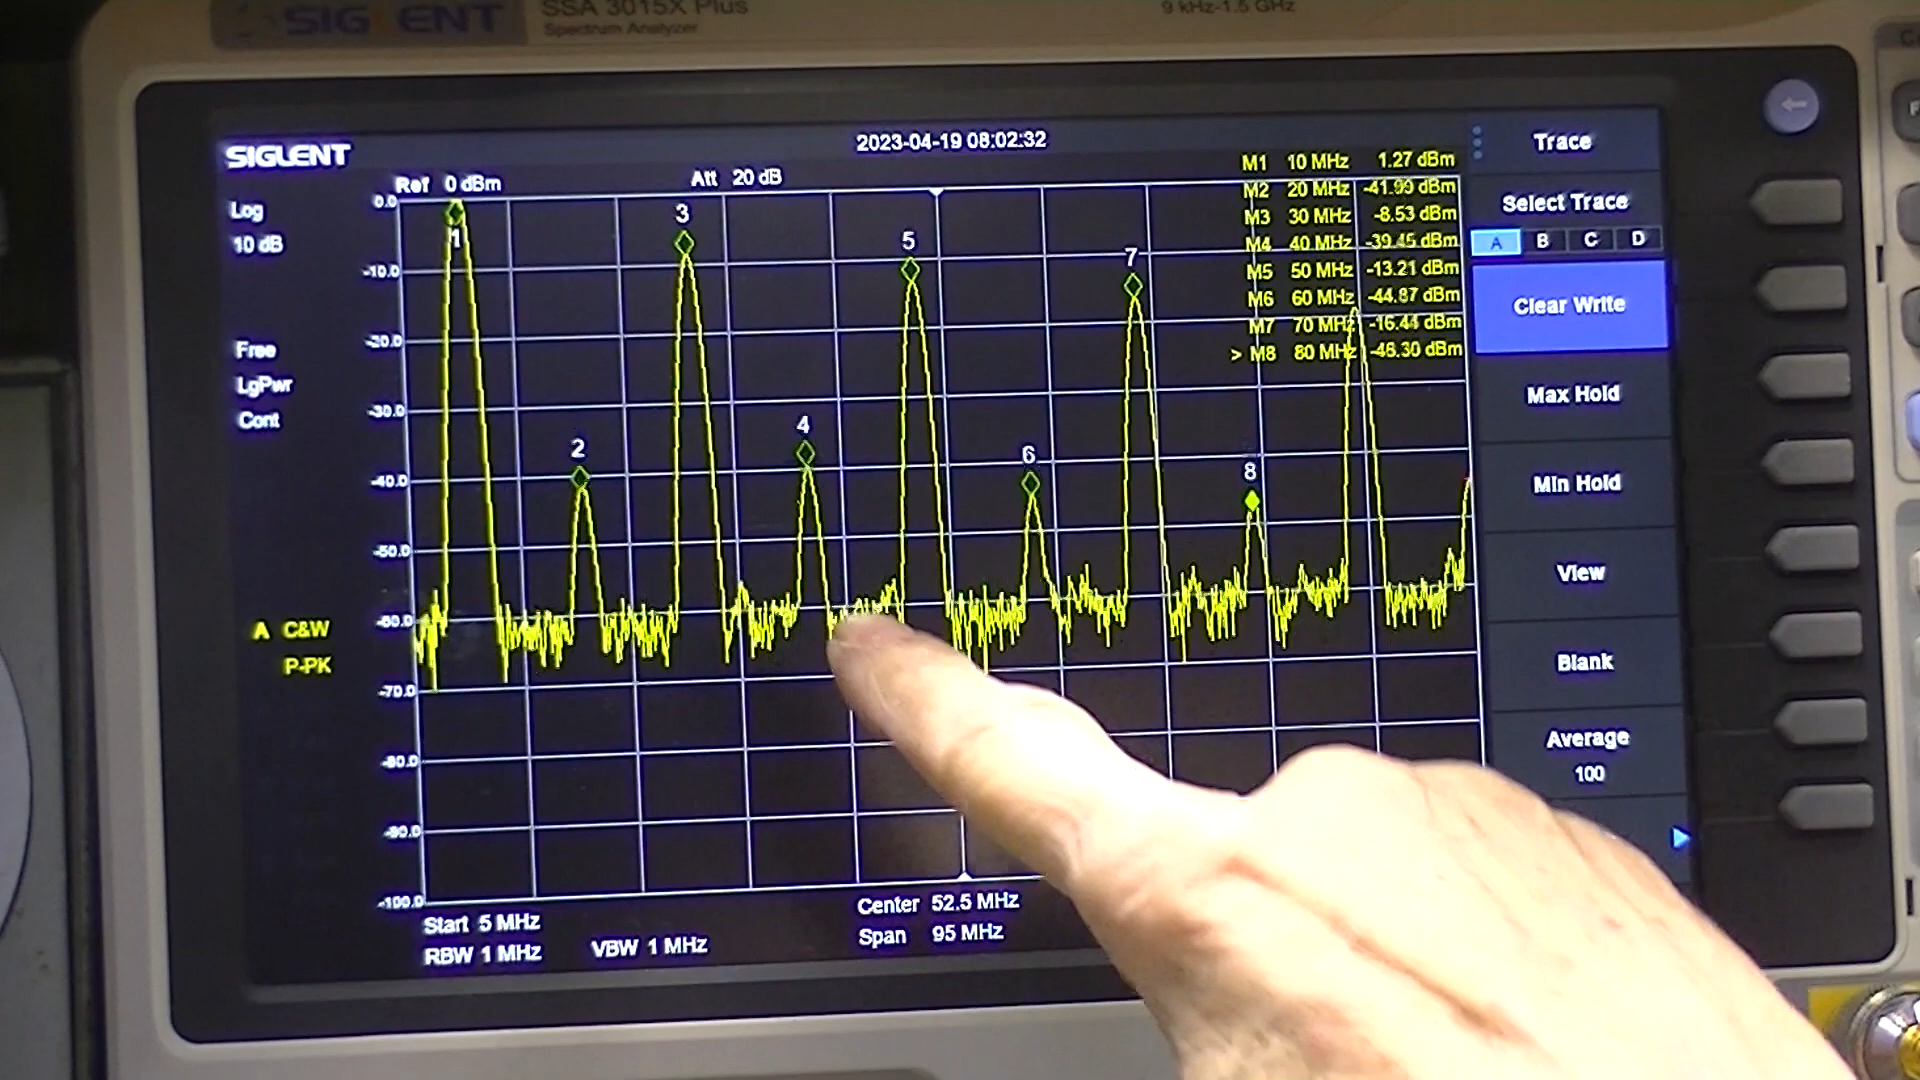 SIGLENT
SSA 3015X Plus
Spectrum Analyzer
9 kHz-1.5 GHz
SIGLENT
2023-04-19 08:02:32
Trace
Ref 0 dBm
Att 20 dB
M1 10 MHz 1.27 dBm
M2 20 MHz -41.99 dBm
M3 30 MHz -8.53 dBm
M4 40 MHz -39.45 dBm
M5 50 MHz -13.21 dBm
M6 60 MHz -44.87 dBm
M7 70 MHz -16.44 dBm
> M8 80 MHz -46.30 dBm
Log
10 dB
Free
LgPwr
Cont
A C&W
P-PK
0.0
-10.0
-20.0
-30.0
-40.0
-50.0
-60.0
-70.0
-80.0
-90.0
-100.0
1
2
3
4
5
6
7
8
Select Trace
A B C D
Clear Write
Max Hold
Min Hold
View
Blank
Average
100
Start 5 MHz
Center 52.5 MHz
RBW 1 MHz
VBW 1 MHz
Span 95 MHz